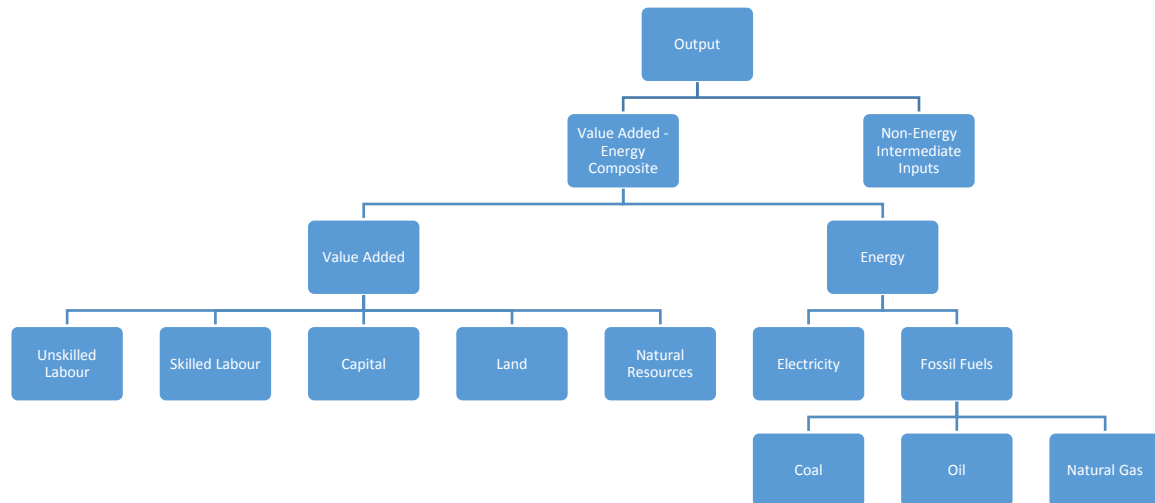 Output
Value Added -
Energy
Composite
Non-Energy
Intermediate
Inputs
Value Added
Energy
Unskilled
Labour
Skilled Labour
Capital
Land
Natural
Resources
Electricity
Fossil Fuels
Coal
Oil
Natural Gas